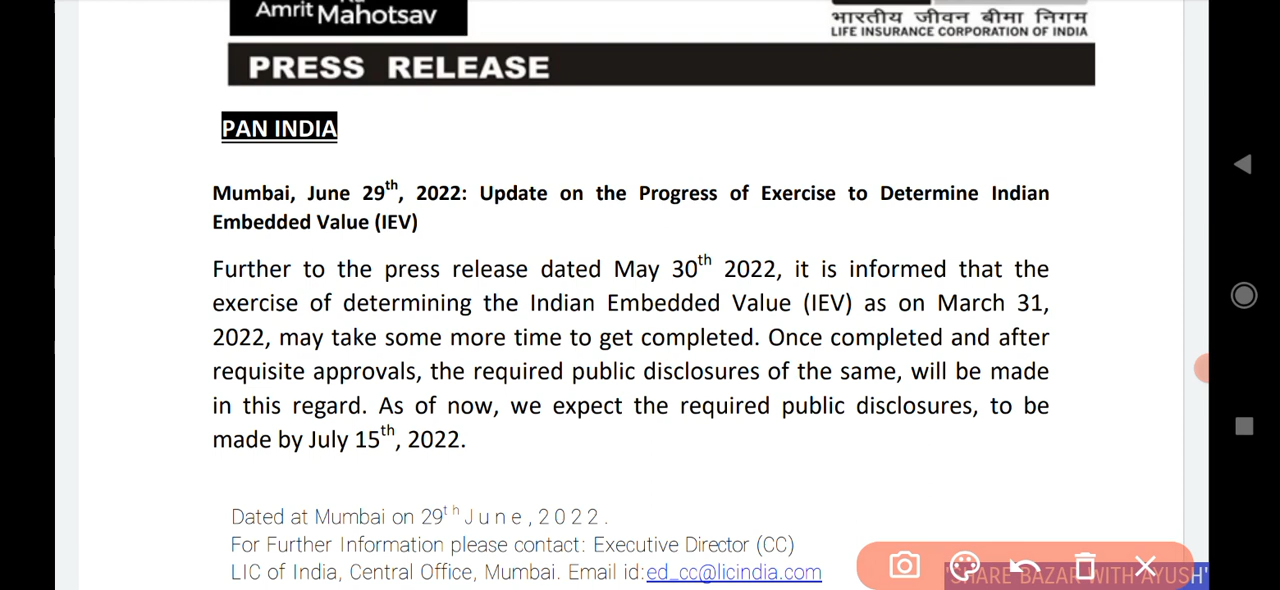 Amrit Mahotsav
भारतीय जीवन बीमा निगम
LIFE INSURANCE CORPORATION OF INDIA
PRESS RELEASE
PAN INDIA
Mumbai, June 29th, 2022: Update on the Progress of Exercise to Determine Indian
Embedded Value (IEV)
Further to the press release dated May 30th 2022, it is informed that the
exercise of determining the Indian Embedded Value (IEV) as on March 31,
2022, may take some more time to get completed. Once completed and after
requisite approvals, the required public disclosures of the same, will be made
in this regard. As of now, we expect the required public disclosures, to be
made by July 15th, 2022.
Dated at Mumbai on 29th June,2022.
For Further Information please contact: Executive Director (CC)
LIC of India, Central Office, Mumbai. Email id:ed_cc@licindia.com
"SHARE BAZAR WITH AYUSH"